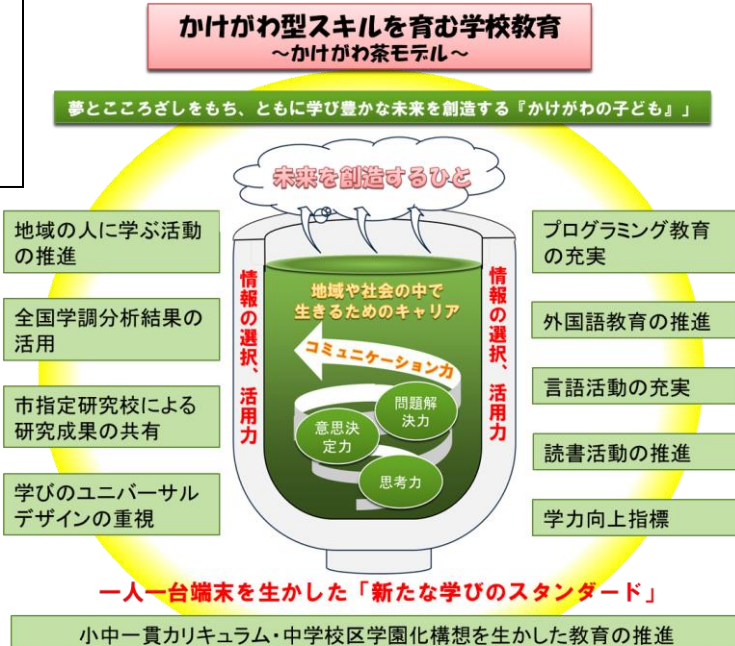 かけがわ型スキルを育む学校教育
～かけがわ茶モデル～
夢とこころざしをもち、ともに学び豊かな未来を創造する『かけがわの子ども』」
未来を創造するひと
地域の人に学ぶ活動
の推進
全国学調分析結果の
活用
市指定研究校による
研究成果の共有
学びのユニバーサル
デザインの重視
情報の選択、活用力
地域や社会の中で
生きるためのキャリア
コミュニケーション力
問題解
決力
意思決
定力
思考力
情報の選択、活用力
プログラミング教育
の充実
外国語教育の推進
言語活動の充実
読書活動の推進
学力向上指標
一人一台端末を生かした「新たな学びのスタンダード」
小中一貫カリキュラム・中学校区学園化構想を生かした教育の推進